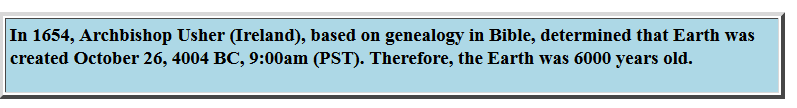 In 1654, Archbishop Usher (Ireland), based on genealogy in Bible, determined that Earth was
created October 26, 4004 BC, 9:00am (PST). Therefore, the Earth was 6000 years old.